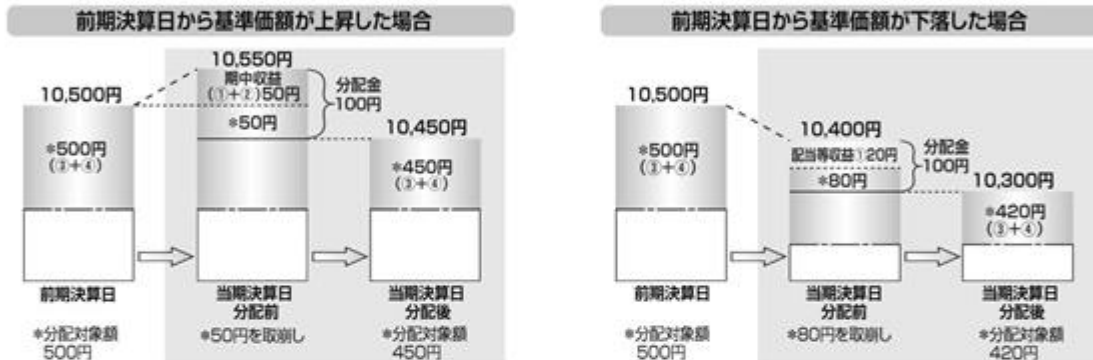 前期決算日から基準価額が上昇した場合
10,550円
期中収益
(①+②)50円
分配金
100円
10,500円
*50円
10,450円
*500円
(③+④)
*450円
(③+④)
前期決算日
当期決算日
分配前
当期決算日
分配後
*分配対象額
500円
*50円を取崩し
*分配対象額
450円
前期決算日から基準価額が下落した場合
10,500円
10,400円
配当等収益①20円
分配金
100円
*500円
(③+④)
*80円
10,300円
*420円
(③+④)
前期決算日
当期決算日
分配前
当期決算日
分配後
*分配対象額
500円
*80円を取崩し
*分配対象額
420円